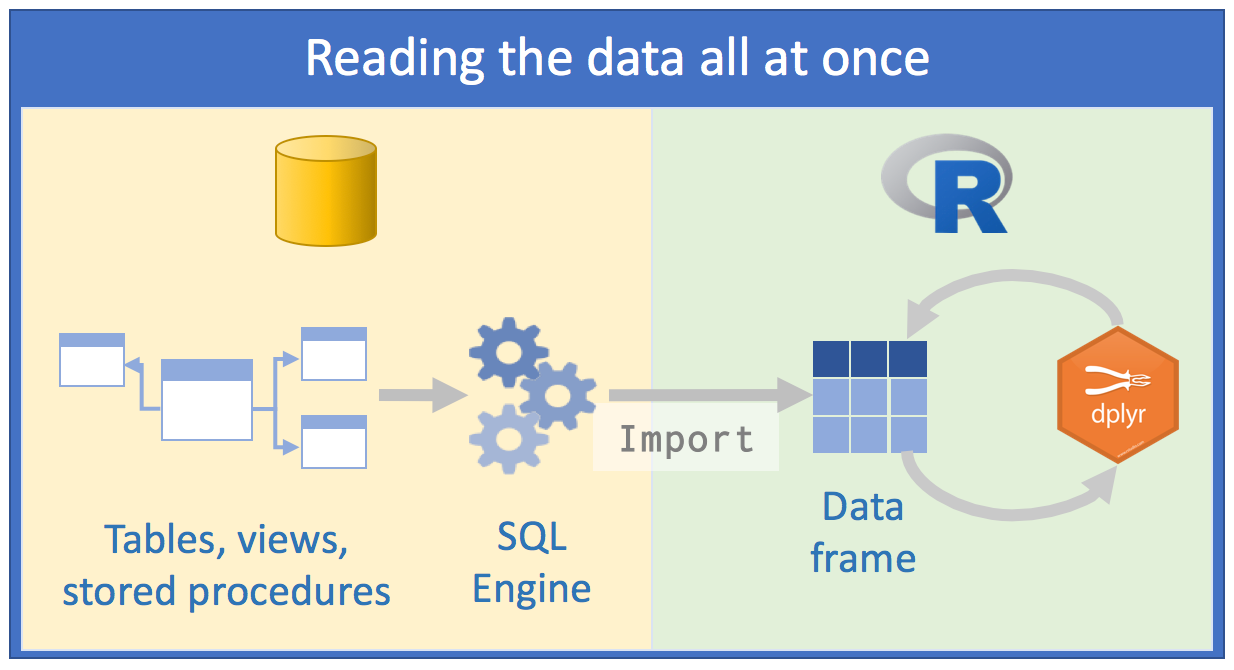 Reading the data all at once
R
Import
dplyr
Tables, views,
stored procedures
SQL
Engine
Data
frame